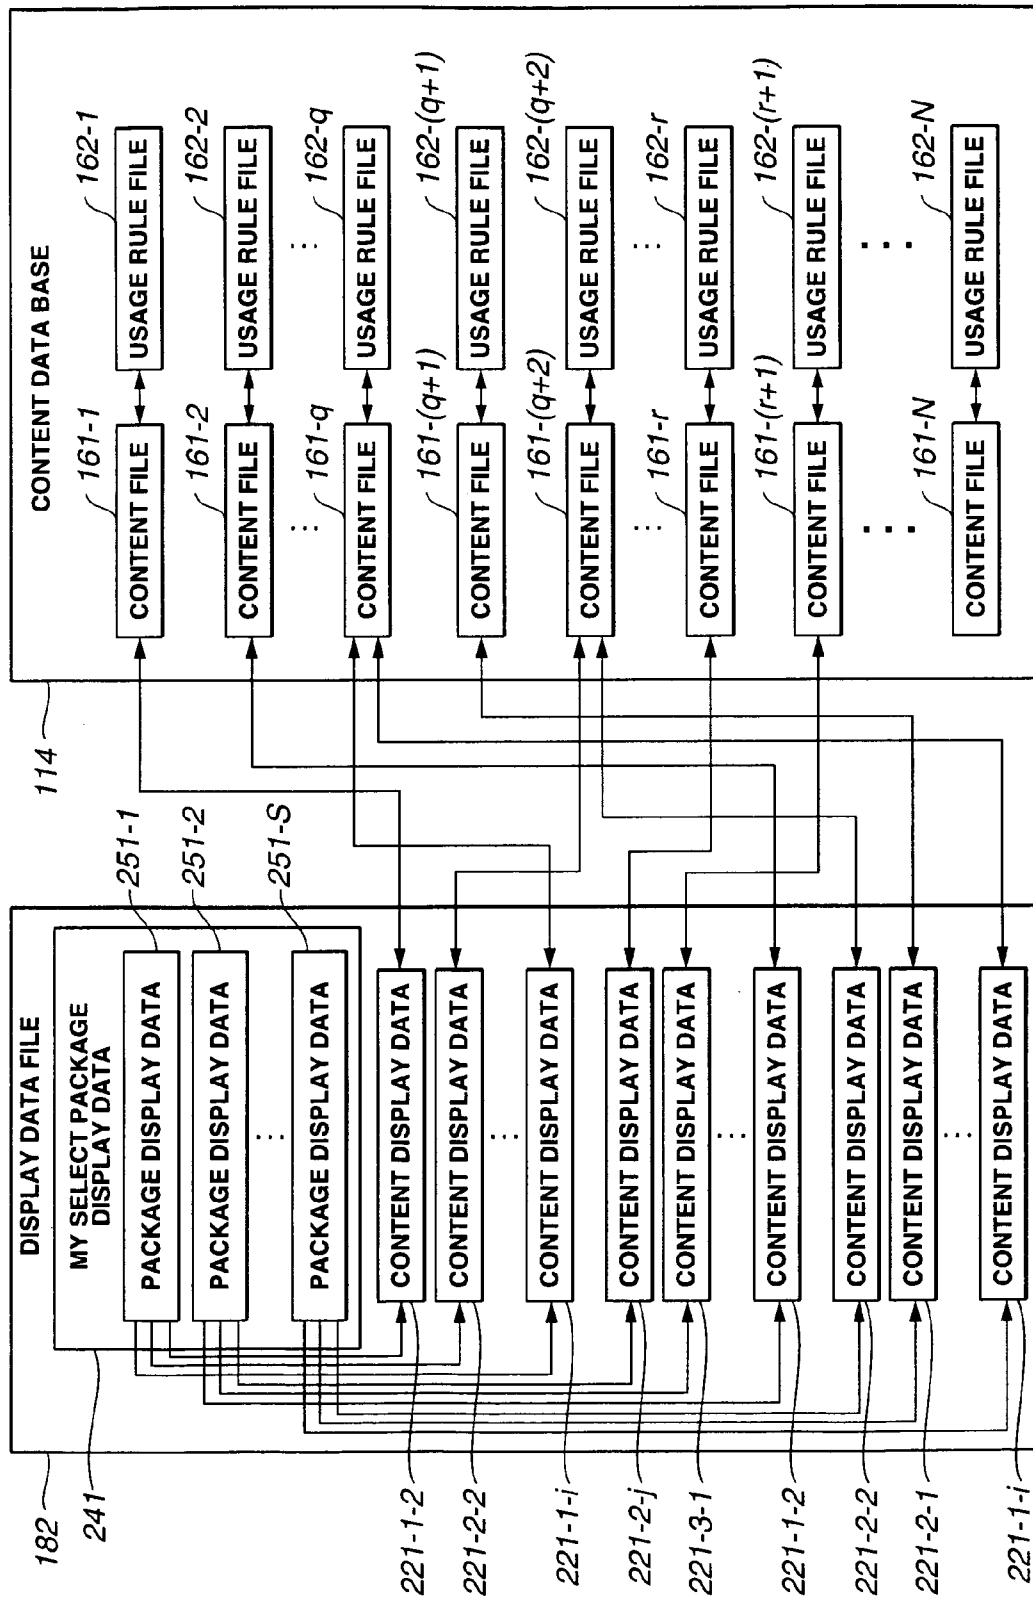 DISPLAY DATA FILE
MY SELECT PACKAGE
DISPLAY DATA
PACKAGE DISPLAY DATA
PACKAGE DISPLAY DATA
...
PACKAGE DISPLAY DATA
CONTENT DISPLAY DATA
CONTENT DISPLAY DATA
...
CONTENT DISPLAY DATA
CONTENT DISPLAY DATA
CONTENT DISPLAY DATA
...
CONTENT DISPLAY DATA
CONTENT DISPLAY DATA
CONTENT DISPLAY DATA
...
CONTENT DISPLAY DATA
182
241
221-1-2
221-2-2
221-1-i
221-2-j
221-3-1
221-1-2
221-2-2
221-2-1
221-1-i
251-1
251-2
251-S
114
CONTENT DATA BASE
161-1
CONTENT FILE
162-1
USAGE RULE FILE
161-2
CONTENT FILE
162-2
USAGE RULE FILE
... ...
161-q
CONTENT FILE
162-q
USAGE RULE FILE
161-(q+1)
CONTENT FILE
162-(q+1)
USAGE RULE FILE
161-(q+2)
CONTENT FILE
162-(q+2)
USAGE RULE FILE
... ...
161-r
CONTENT FILE
162-r
USAGE RULE FILE
161-(r+1)
CONTENT FILE
162-(r+1)
USAGE RULE FILE
... ...
161-N
CONTENT FILE
162-N
USAGE RULE FILE